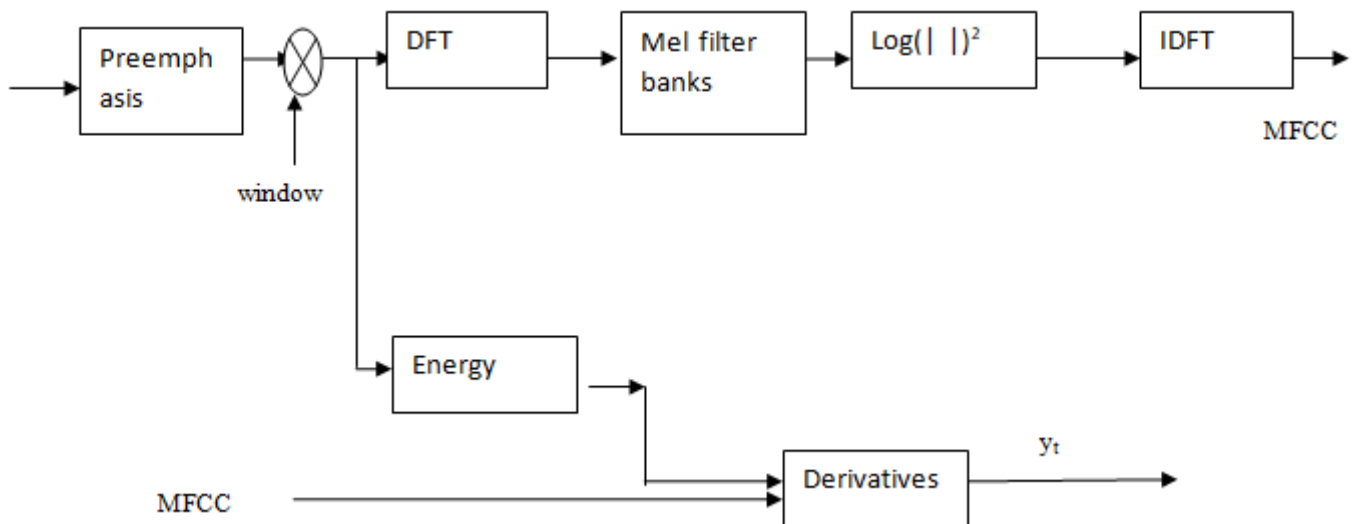 Preemph
asis
DFT
Mel filter
banks
Log(| |)²
IDFT
MFCC
window
Energy
yₜ
Derivatives
MFCC